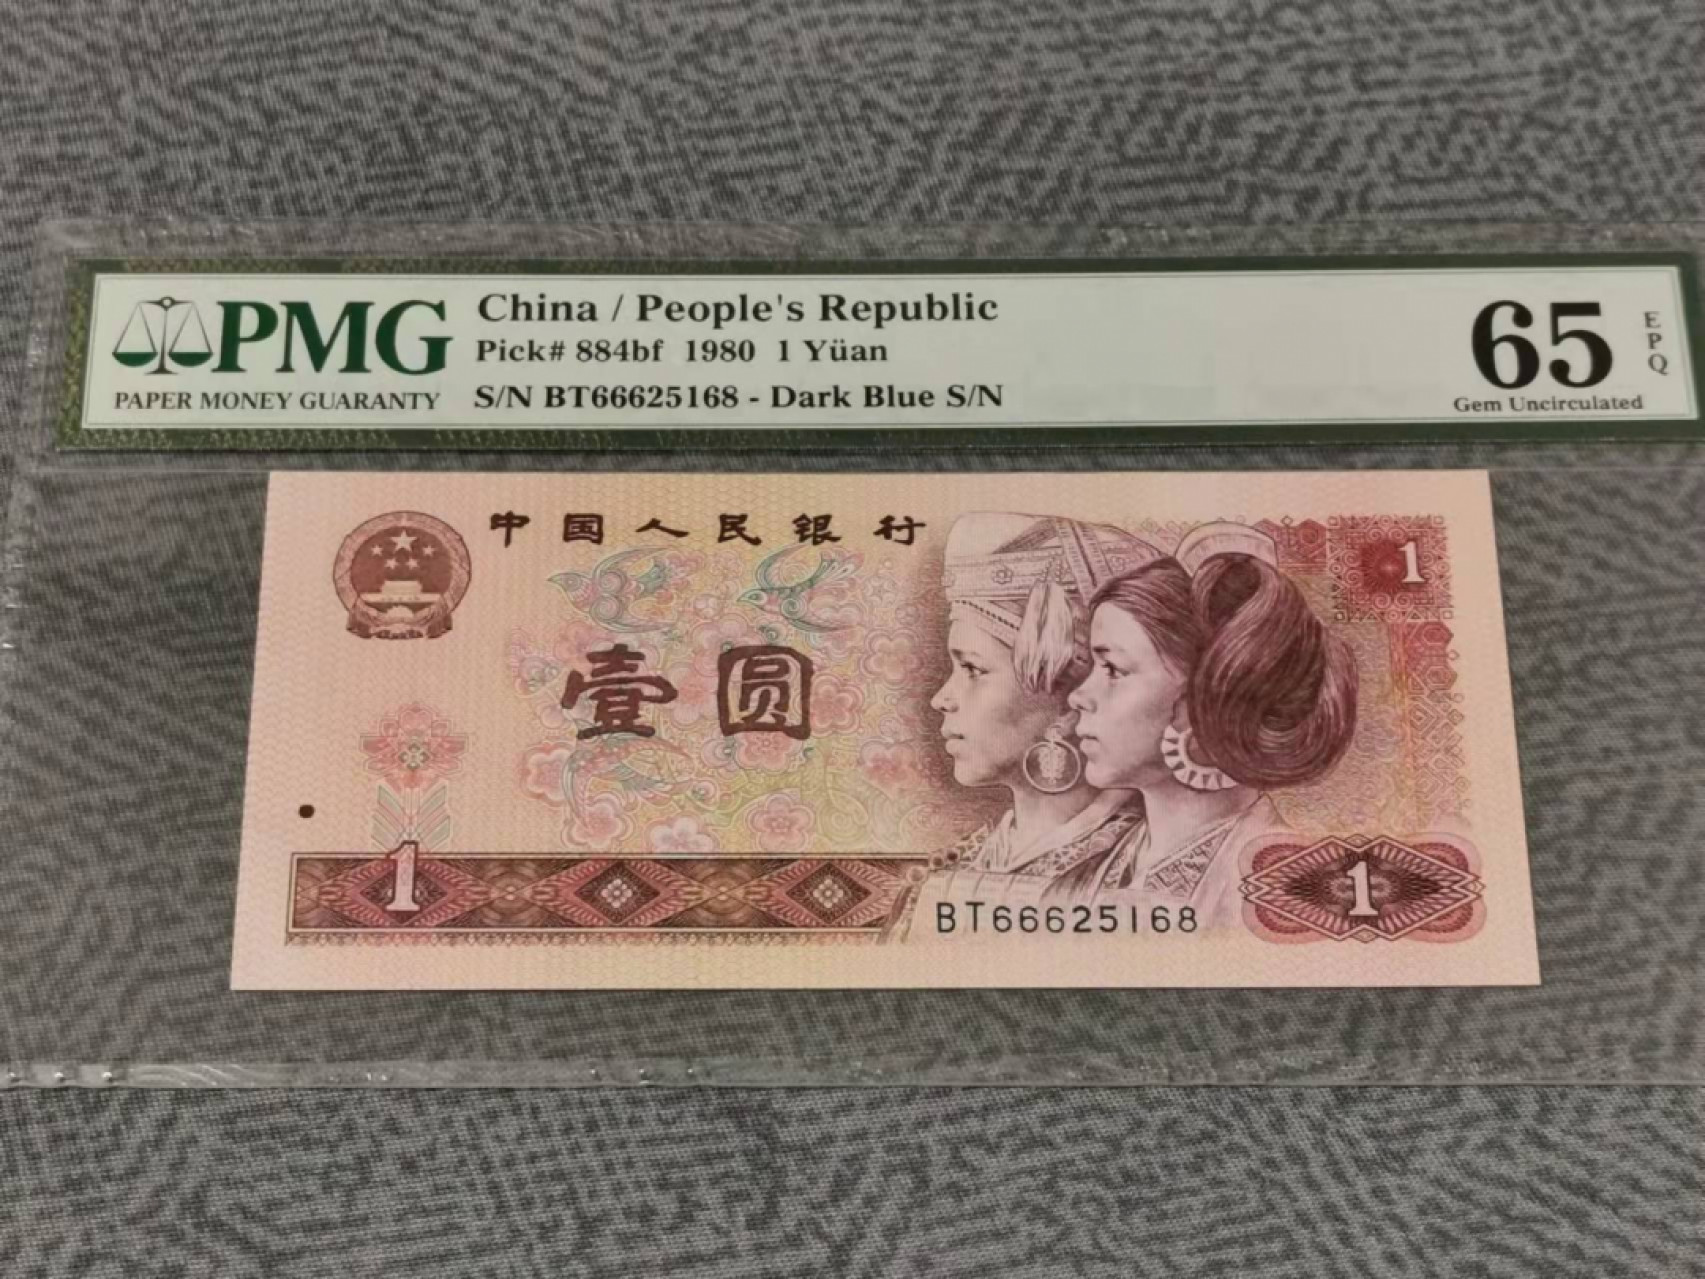 PMG
PAPER MONEY GUARANTY
China / People's Republic
Pick# 884bf 1980 1 Yüan
S/N BT66625168 - Dark Blue S/N
65
EPQ
Gem Uncirculated
中国人民银行
1
壹圆
1
BT66625168
1